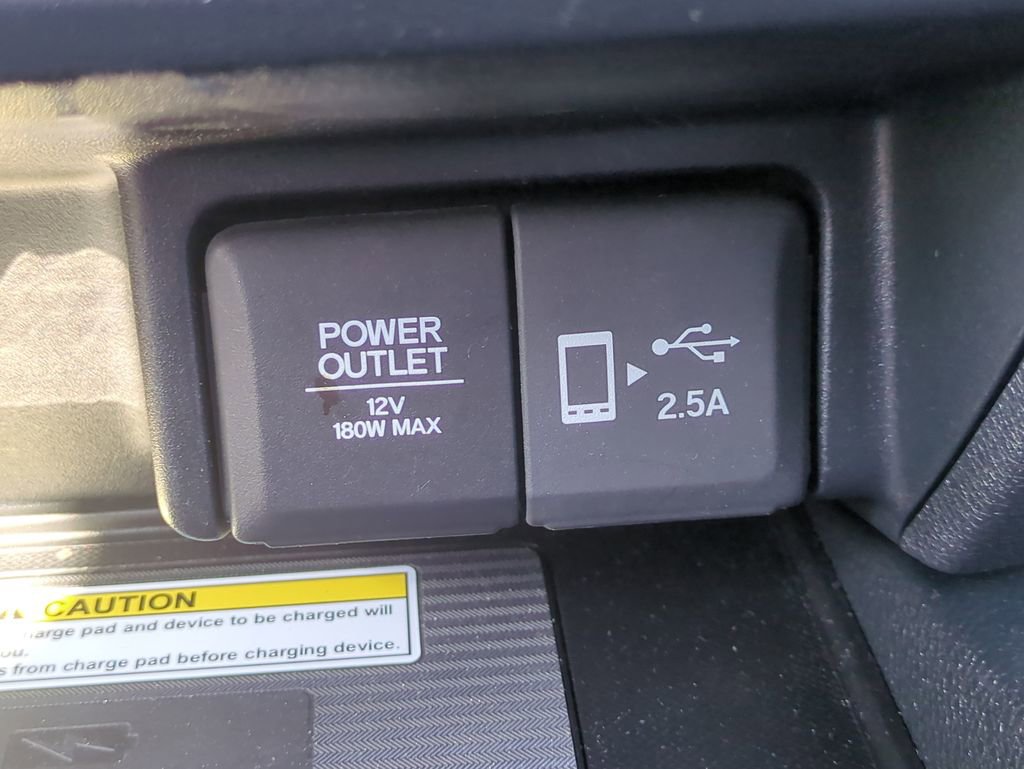 POWER
OUTLET
12V
180W MAX
2.5A
CAUTION
charge pad and device to be charged will
you.
from charge pad before charging device.